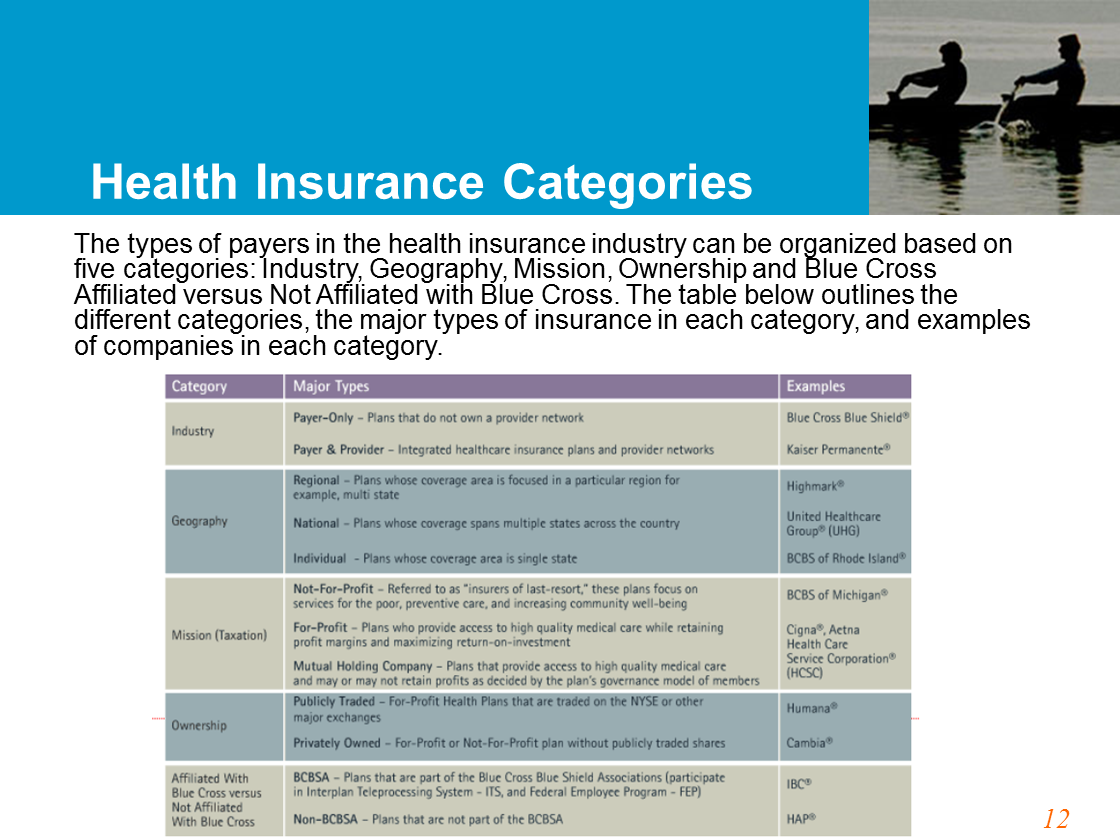 Health Insurance Categories
The types of payers in the health insurance industry can be organized based on
five categories: Industry, Geography, Mission, Ownership and Blue Cross
Affiliated versus Not Affiliated with Blue Cross. The table below outlines the
different categories, the major types of insurance in each category, and examples
of companies in each category.
Category Major Types Examples
Industry
Payer-Only – Plans that do not own a provider network
Blue Cross Blue Shield®
Payer & Provider – Integrated healthcare insurance plans and provider networks
Kaiser Permanente®
Geography
Regional – Plans whose coverage area is focused in a particular region for
example, multi state
Highmark®
National – Plans whose coverage spans multiple states across the country
United Healthcare
Group® (UHG)
Individual - Plans whose coverage area is single state
BCBS of Rhode Island®
Mission (Taxation)
Not-For-Profit – Referred to as “insurers of last-resort,” these plans focus on
services for the poor, preventive care, and increasing community well-being
BCBS of Michigan®
For-Profit – Plans who provide access to high quality medical care while retaining
profit margins and maximizing return-on-investment
Mutual Holding Company – Plans that provide access to high quality medical care
and may or may not retain profits as decided by the plan's governance model of members
Cigna®, Aetna
Health Care
Service Corporation®
(HCSC)
Ownership
Publicly Traded – For-Profit Health Plans that are traded on the NYSE or other
major exchanges
Humana®
Privately Owned – For-Profit or Not-For-Profit plan without publicly traded shares
Cambia®
Affiliated With
Blue Cross versus
Not Affiliated
With Blue Cross
BCBSA – Plans that are part of the Blue Cross Blue Shield Associations (participate
in Interplan Teleprocessing System - ITS, and Federal Employee Program - FEP)
IBC®
Non-BCBSA – Plans that are not part of the BCBSA
HAP®
12